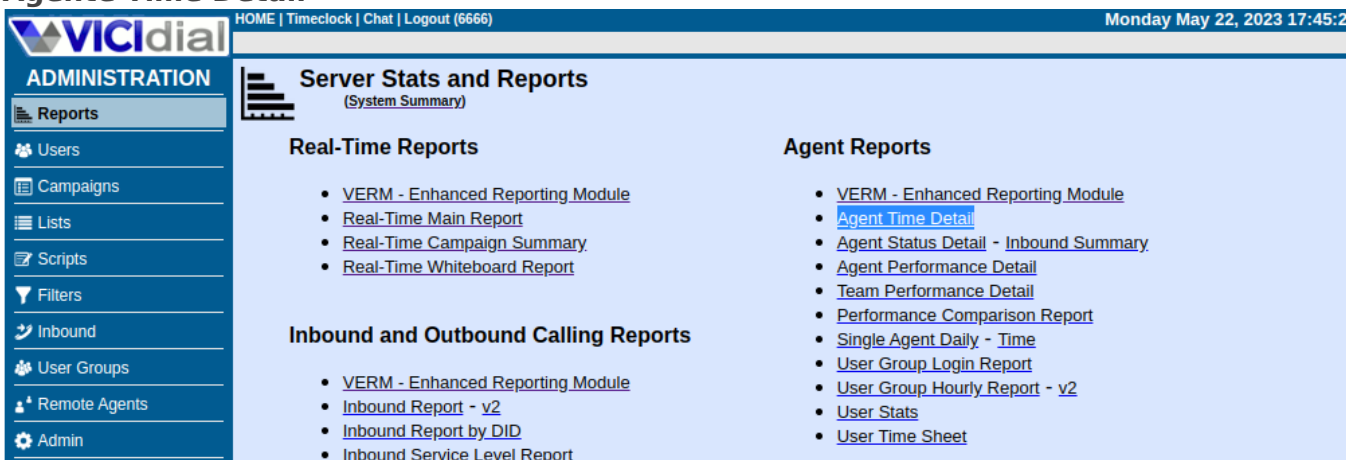 Agents Time Detail
VICIdial
HOME | Timeclock | Chat | Logout (6666)
Monday May 22, 2023 17:45:2
ADMINISTRATION
Reports
Users
Campaigns
Lists
Scripts
Filters
Inbound
User Groups
Remote Agents
Admin
Server Stats and Reports
(System Summary)
Real-Time Reports
VERM - Enhanced Reporting Module
Real-Time Main Report
Real-Time Campaign Summary
Real-Time Whiteboard Report
Inbound and Outbound Calling Reports
VERM - Enhanced Reporting Module
Inbound Report - v2
Inbound Report by DID
Inbound Service Level Report
Agent Reports
VERM - Enhanced Reporting Module
Agent Time Detail
Agent Status Detail - Inbound Summary
Agent Performance Detail
Team Performance Detail
Performance Comparison Report
Single Agent Daily - Time
User Group Login Report
User Group Hourly Report - v2
User Stats
User Time Sheet